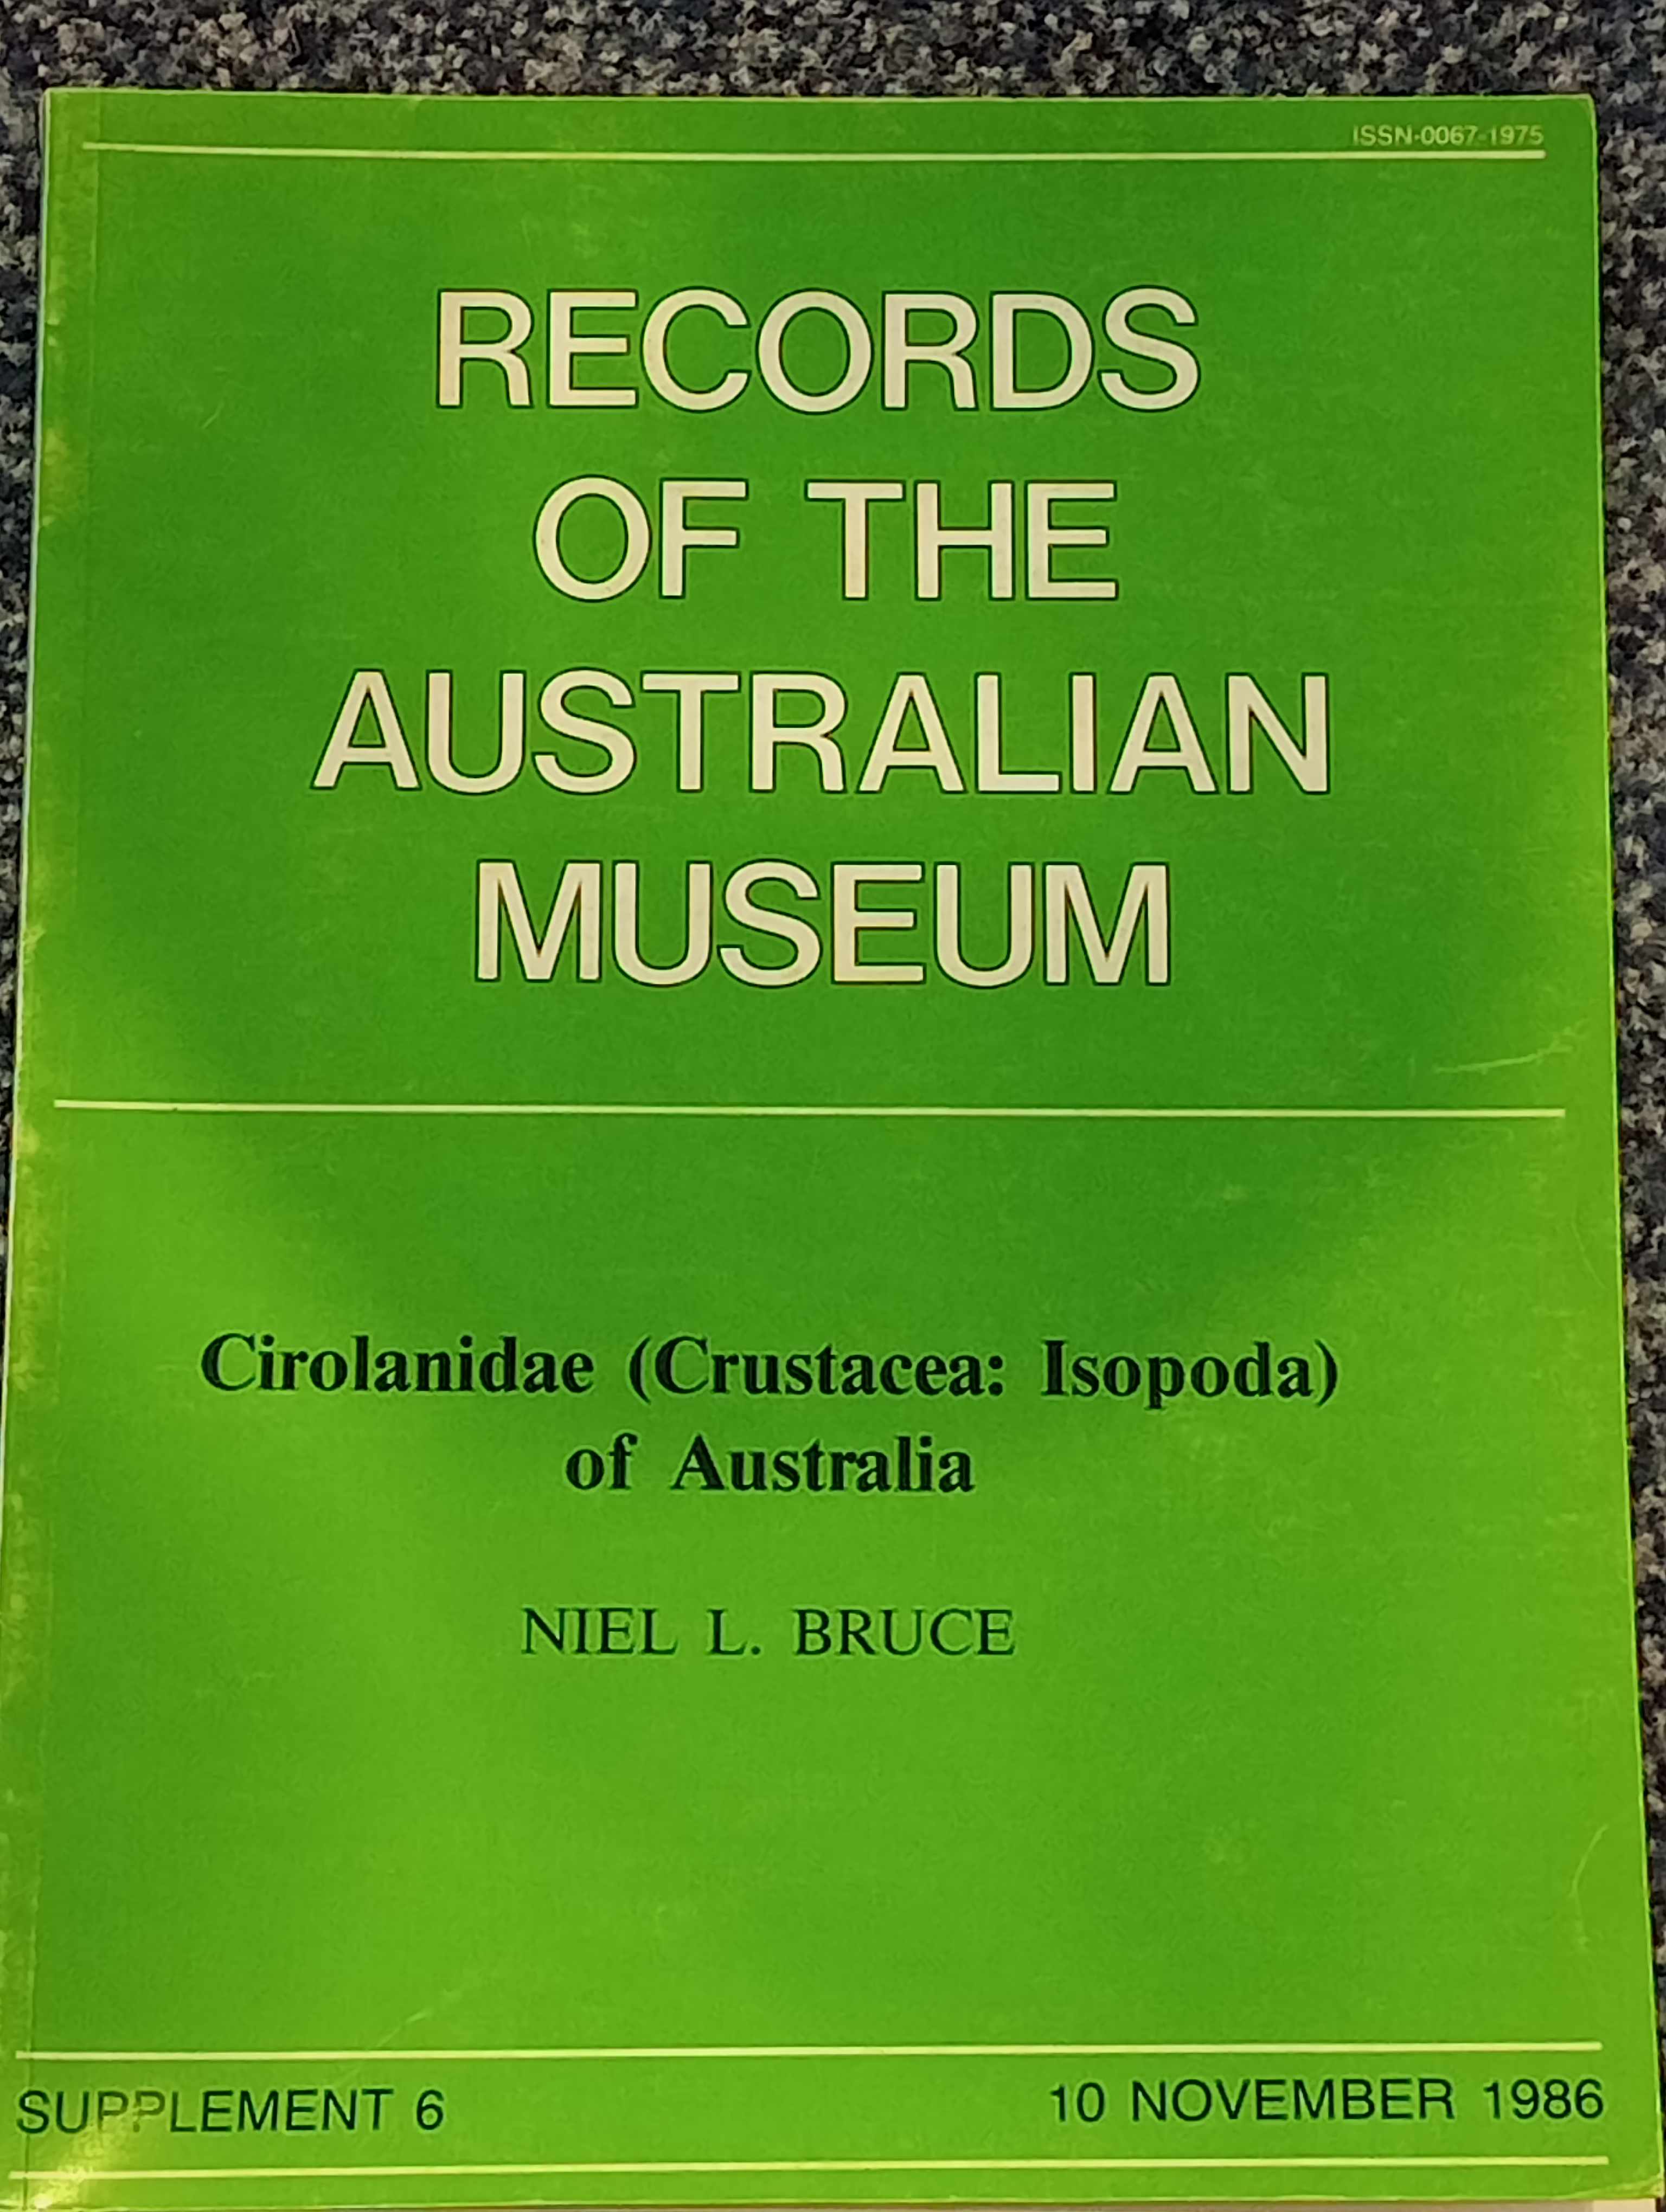 ISSN-0067-1975
RECORDS
OF THE
AUSTRALIAN
MUSEUM
Cirolanidae (Crustacea: Isopoda)
of Australia
NIEL L. BRUCE
SUPPLEMENT 6
10 NOVEMBER 1986